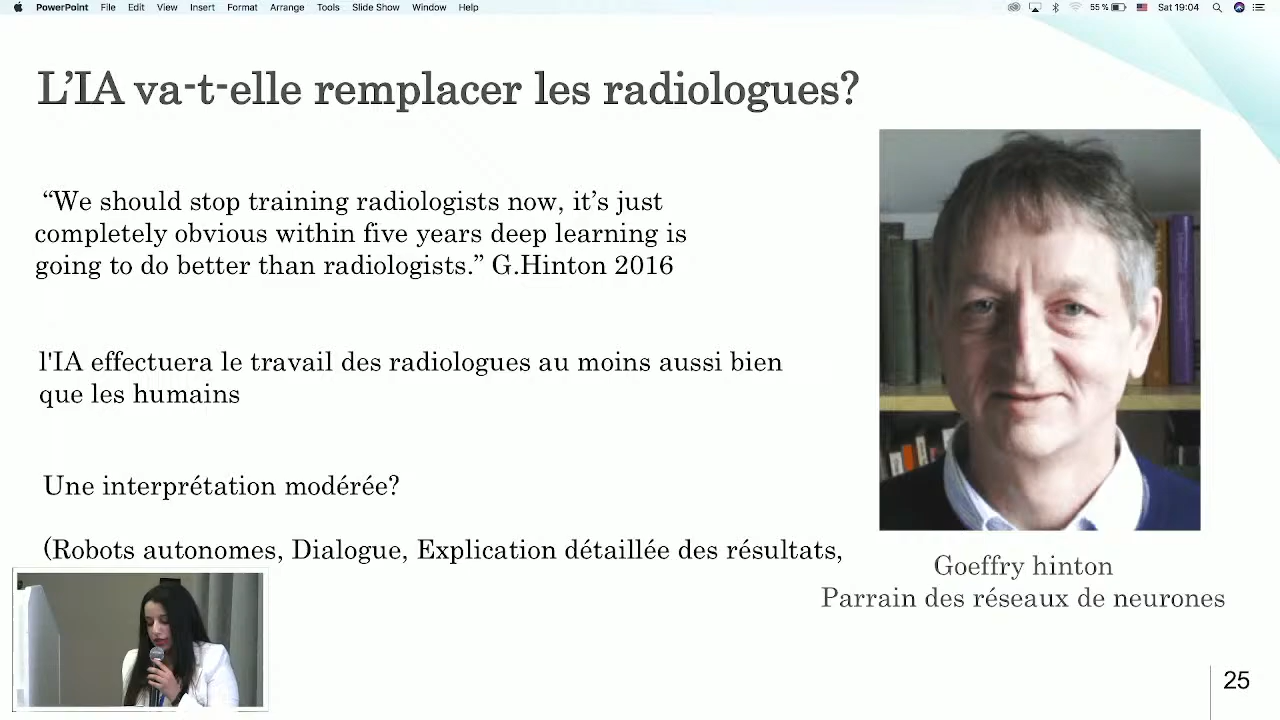 PowerPoint File Edit View Insert Format Arrange Tools Slide Show Window Help 55 % Sat 19:04
L’IA va-t-elle remplacer les radiologues?
“We should stop training radiologists now, it’s just
completely obvious within five years deep learning is
going to do better than radiologists.” G.Hinton 2016
l'IA effectuera le travail des radiologues au moins aussi bien
que les humains
Une interprétation modérée?
(Robots autonomes, Dialogue, Explication détaillée des résultats,
Goeffry hinton
Parrain des réseaux de neurones
25